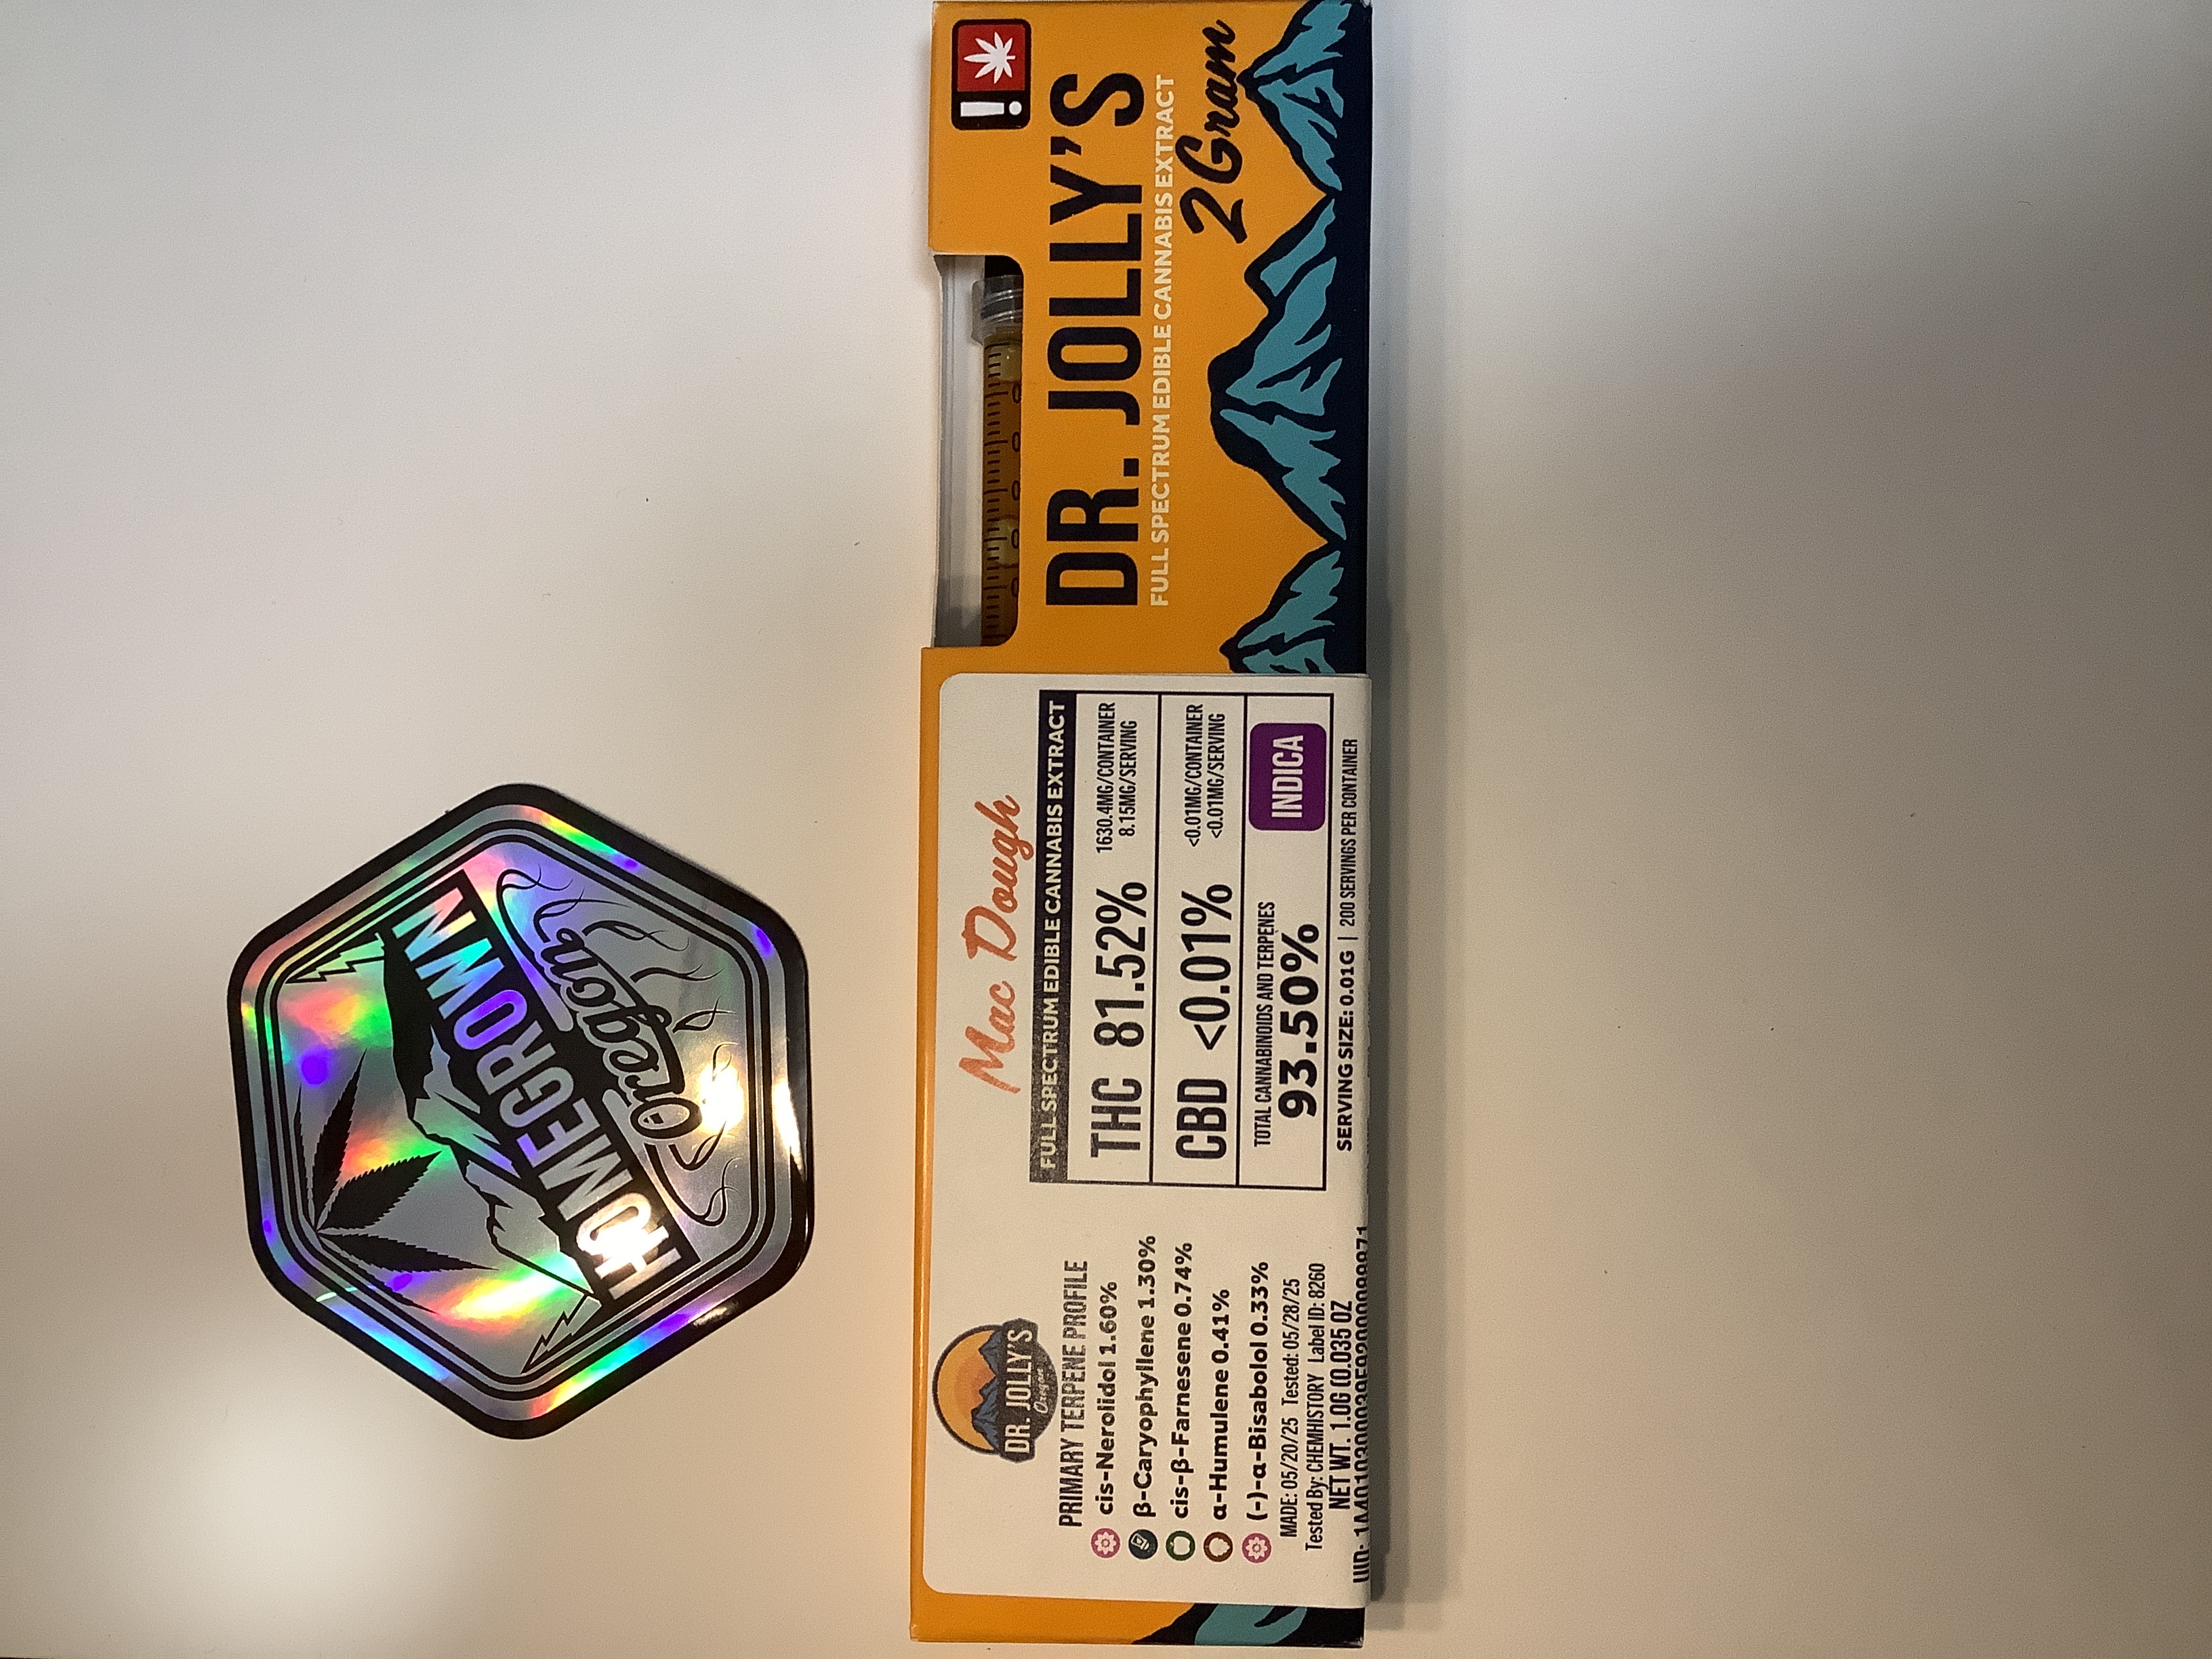 HOMEGROWN
Oregon
DR. JOLLY'S
FULL SPECTRUM EDIBLE CANNABIS EXTRACT
2 Gram
Mac Dough
FULL SPECTRUM EDIBLE CANNABIS EXTRACT
THC 81.52% 1630.4MG/CONTAINER
8.15MG/SERVING
CBD <0.01% <0.01MG/CONTAINER
<0.01MG/SERVING
TOTAL CANNABINOIDS AND TERPENES
93.50%
INDICA
SERVING SIZE: 0.01G | 200 SERVINGS PER CONTAINER
DR. JOLLY'S
Oregon
PRIMARY TERPENE PROFILE
cis-Nerolidol 1.60%
β-Caryophyllene 1.30%
cis-β-Farnesene 0.74%
α-Humulene 0.41%
(-)-α-Bisabolol 0.33%
MADE: 05/20/25 Tested: 05/28/25
Tested By: CHEMHISTORY Label ID: 8260
NET WT. 1.0G (0.035 OZ
UID: